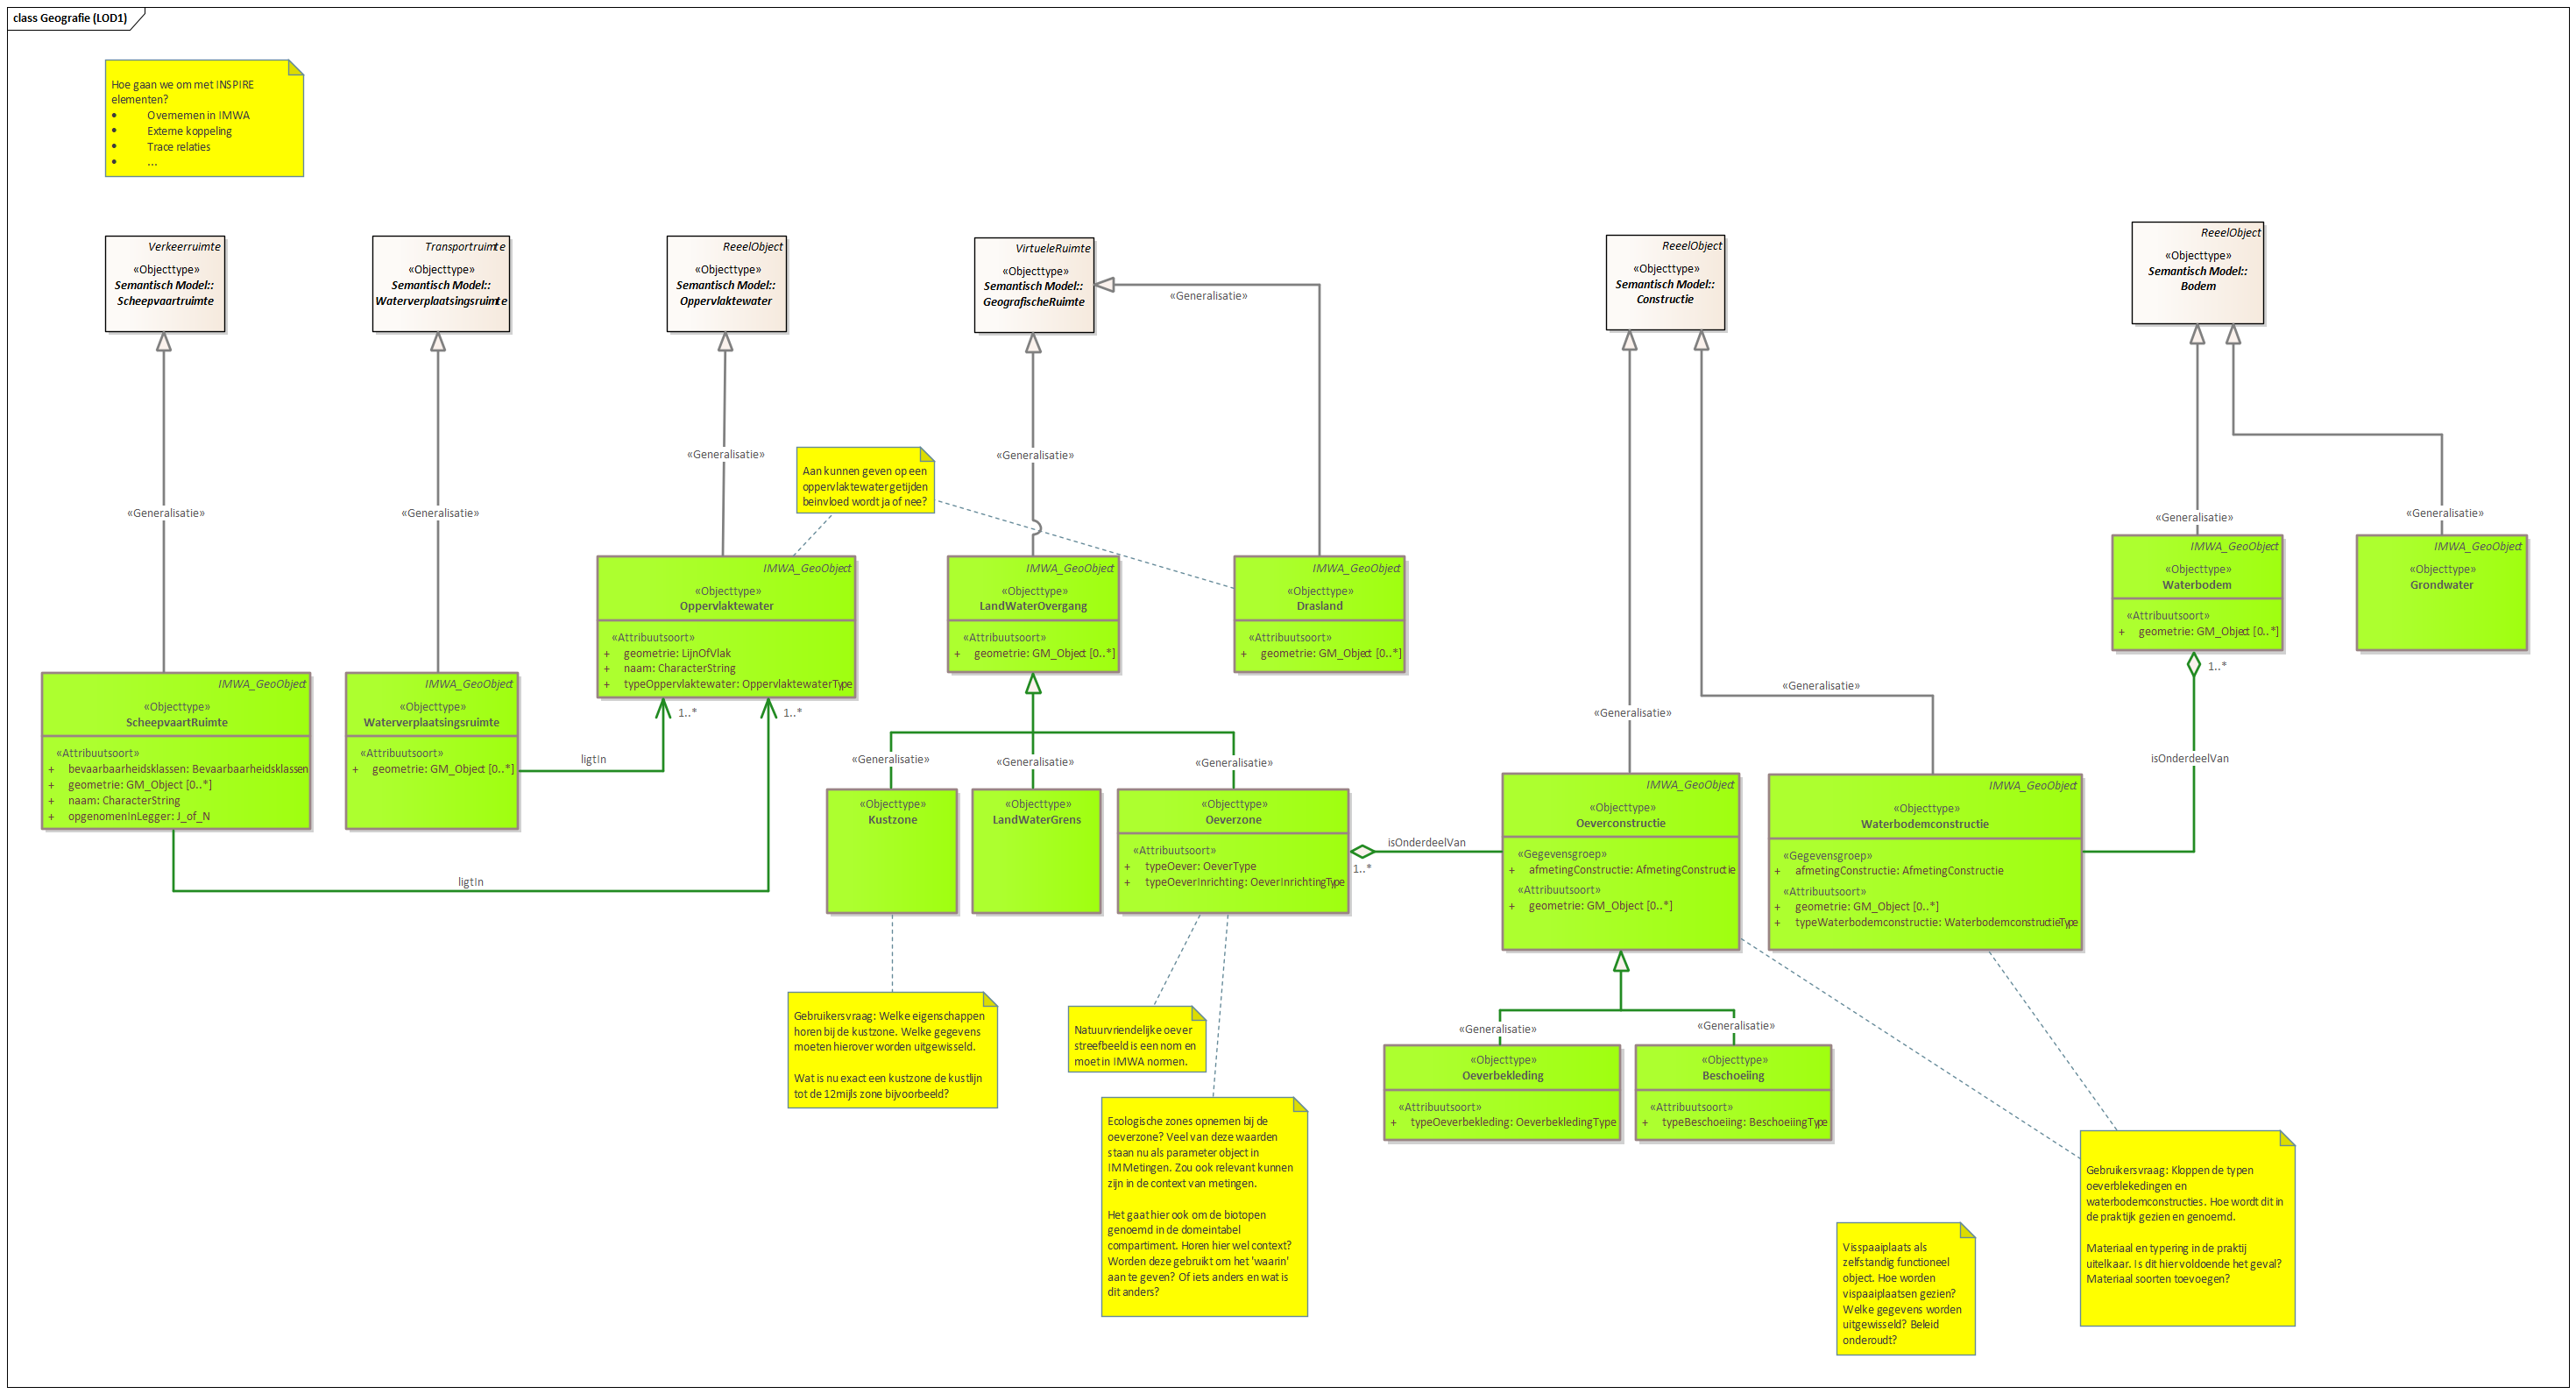 class Geografie (LOD1)
Hoe gaan we om met INSPIRE
elementen?
• Overnemen in IMWA
• Externe koppeling
• Trace relaties
• ...
Verkeerruimte
«Objecttype»
Semantisch Model::
Scheepvaartruimte
Transportruimte
«Objecttype»
Semantisch Model::
Waterverplaatsingsruimte
ReeelObject
«Objecttype»
Semantisch Model::
Oppervlaktewater
VirtueleRuimte
«Objecttype»
Semantisch Model::
GeografischeRuimte
ReeelObject
«Objecttype»
Semantisch Model::
Constructie
ReeelObject
«Objecttype»
Semantisch Model::
Bodem
«Generalisatie»
«Generalisatie»
«Generalisatie»
«Generalisatie»
«Generalisatie»
«Generalisatie»
«Generalisatie»
«Generalisatie»
«Generalisatie»
Aan kunnen geven op een
oppervlaktewater getijden
beinvloed wordt ja of nee?
IMWA_GeoObject
«Objecttype»
ScheepvaartRuimte
«Attribuutsoort»
+ bevaarbaarheidsklassen: Bevaarbaarheidsklassen
+ geometrie: GM_Object [0..*]
+ naam: CharacterString
+ opgenomenInLegger: J_of_N
IMWA_GeoObject
«Objecttype»
Waterverplaatsingsruimte
«Attribuutsoort»
+ geometrie: GM_Object [0..*]
IMWA_GeoObject
«Objecttype»
Oppervlaktewater
«Attribuutsoort»
+ geometrie: LijnOfVlak
+ naam: CharacterString
+ typeOppervlaktewater: OppervlaktewaterType
1..*
1..*
ligtIn
ligtIn
IMWA_GeoObject
«Objecttype»
LandWaterOvergang
«Attribuutsoort»
+ geometrie: GM_Object [0..*]
IMWA_GeoObject
«Objecttype»
Drasland
«Attribuutsoort»
+ geometrie: GM_Object [0..*]
IMWA_GeoObject
«Objecttype»
Waterbodem
«Attribuutsoort»
+ geometrie: GM_Object [0..*]
IMWA_GeoObject
«Objecttype»
Grondwater
1..*
isOnderdeelVan
«Generalisatie»
«Generalisatie»
«Generalisatie»
«Objecttype»
Kustzone
«Objecttype»
LandWaterGrens
«Objecttype»
Oeverzone
«Attribuutsoort»
+ typeOever: OeverType
+ typeOeverInrichting: OeverInrichtingType
isOnderdeelVan
1..*
IMWA_GeoObject
«Objecttype»
Oeverconstructie
«Gegevensgroep»
+ afmetingConstructie: AfmetingConstructie
«Attribuutsoort»
+ geometrie: GM_Object [0..*]
IMWA_GeoObject
«Objecttype»
Waterbodemconstructie
«Gegevensgroep»
+ afmetingConstructie: AfmetingConstructie
«Attribuutsoort»
+ geometrie: GM_Object [0..*]
+ typeWaterbodemconstructie: WaterbodemconstructieType
Gebruikersvraag: Welke eigenschappen
horen bij de kustzone. Welke gegevens
moeten hierover worden uitgewisseld.
Wat is nu exact een kustzone de kustlijn
tot de 12mijls zone bijvoorbeeld?
Natuurvriendelijke oever
streefbeeld is een nom en
moet in IMWA normen.
Ecologische zones opnemen bij de
oeverzone? Veel van deze waarden
staan nu als parameter object in
IMMetingen. Zou ook relevant kunnen
zijn in de context van metingen.
Het gaat hier ook om de biotopen
genoemd in de domeintabel
compartiment. Horen hier wel context?
Worden deze gebruikt om het 'waarin'
aan te geven? Of iets anders en wat is
dit anders?
«Generalisatie»
«Generalisatie»
«Objecttype»
Oeverbekleding
«Attribuutsoort»
+ typeOeverbekleding: OeverbekledingType
«Objecttype»
Beschoeiing
«Attribuutsoort»
+ typeBeschoeiing: BeschoeiingType
Visspaaiplaats als
zelfstandig functioneel
object. Hoe worden
vispaaiplaatsen gezien?
Welke gegevens worden
uitgewisseld? Beleid
onderoudt?
Gebruikersvraag: Kloppen de typen
oeverblekedingen en
waterbodemconstructies. Hoe wordt dit in
de praktijk gezien en genoemd.
Materiaal en typering in de praktij
uitelkaar. Is dit hier voldoende het geval?
Materiaal soorten toevoegen?